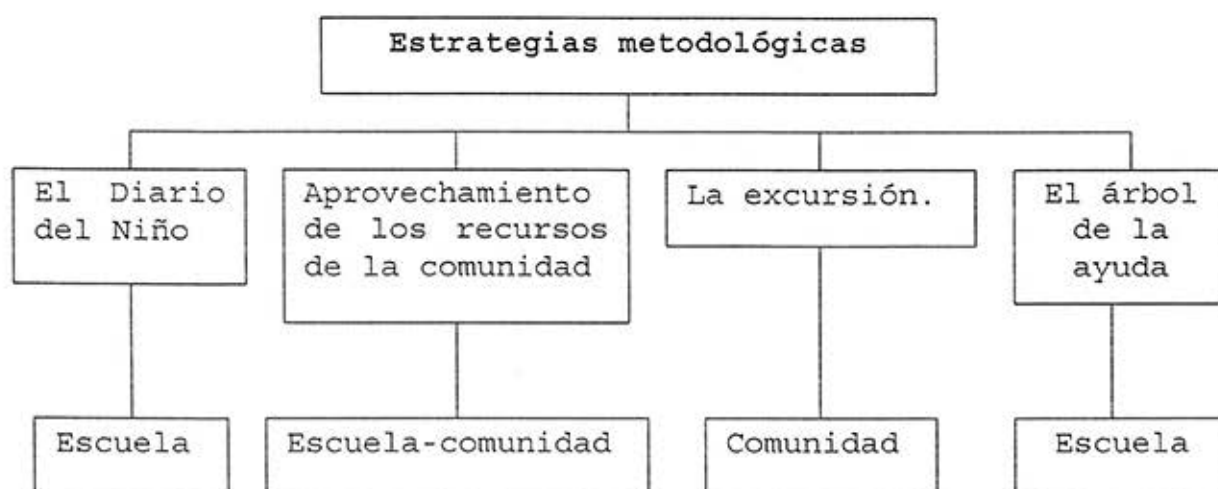 Estrategias metodológicas
El Diario
del Niño
Aprovechamiento
de los recursos
de la comunidad
La excursión.
El árbol
de la
ayuda
Escuela
Escuela-comunidad
Comunidad
Escuela